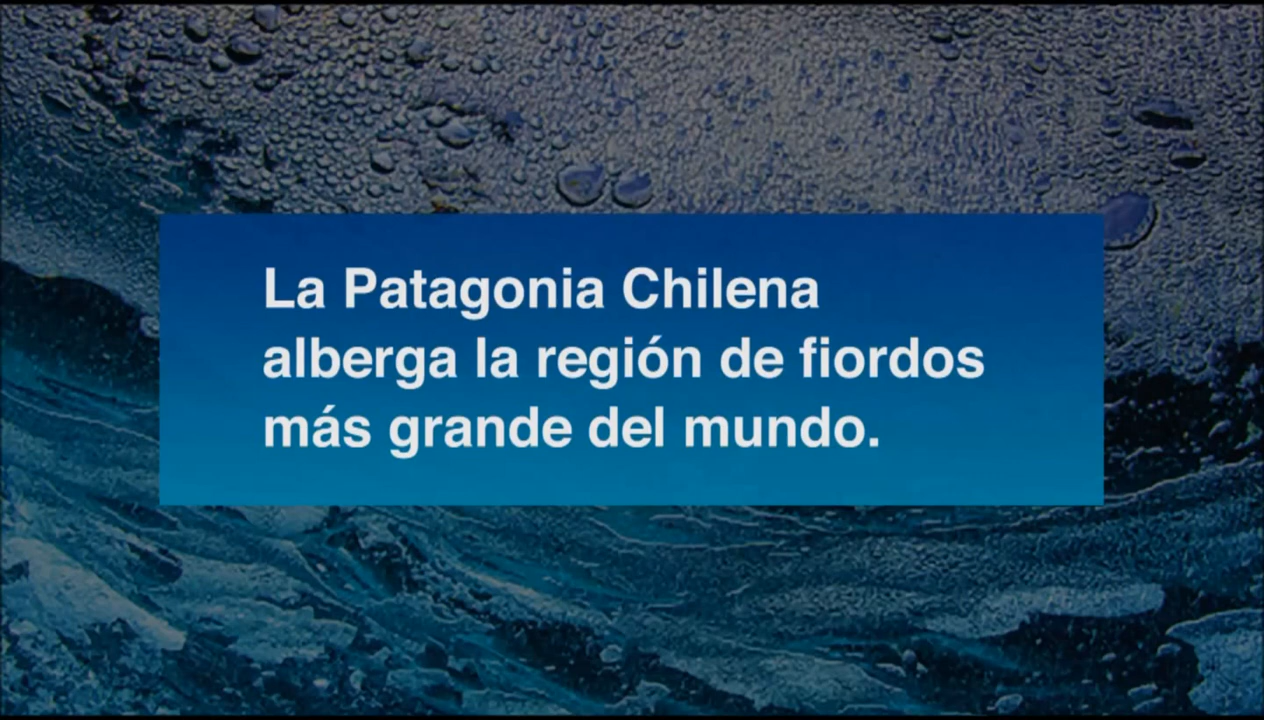 La Patagonia Chilena
alberga la región de fiordos
más grande del mundo.